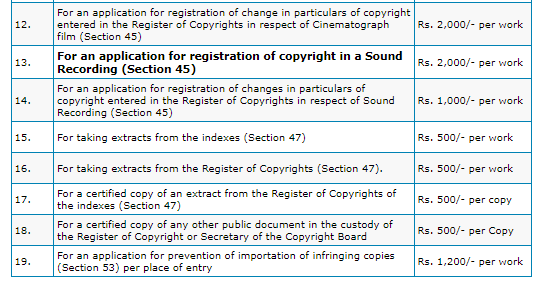 12. For an application for registration of change in particulars of copyright
entered in the Register of Copyrights in respect of Cinematograph
film (Section 45) Rs. 2,000/- per work
13. For an application for registration of copyright in a Sound
Recording (Section 45) Rs. 2,000/- per work
14. For an application for registration of changes in particulars of
copyright entered in the Register of Copyrights in respect of Sound
Recording (Section 45) Rs. 1,000/- per work
15. For taking extracts from the indexes (Section 47) Rs. 500/- per work
16. For taking extracts from the Register of Copyrights (Section 47). Rs. 500/- per work
17. For a certified copy of an extract from the Register of Copyrights of
the indexes (Section 47) Rs. 500/- per copy
18. For a certified copy of any other public document in the custody of
the Register of Copyright or Secretary of the Copyright Board Rs. 500/- per Copy
19. For an application for prevention of importation of infringing copies
(Section 53) per place of entry Rs. 1,200/- per work